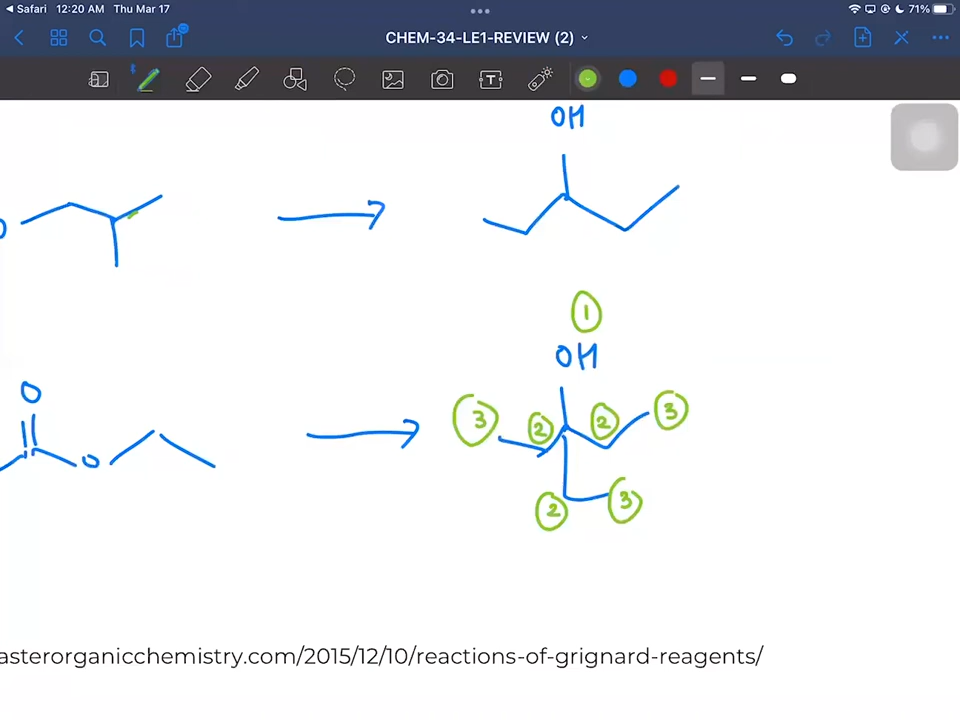 Safari 12:20 AM Thu Mar 17 71%
CHEM-34-LE1-REVIEW (2)
T
OH
O
1
OH
O
3 2 2 3
O
2 3
asterorganicchemistry.com/2015/12/10/reactions-of-grignard-reagents/